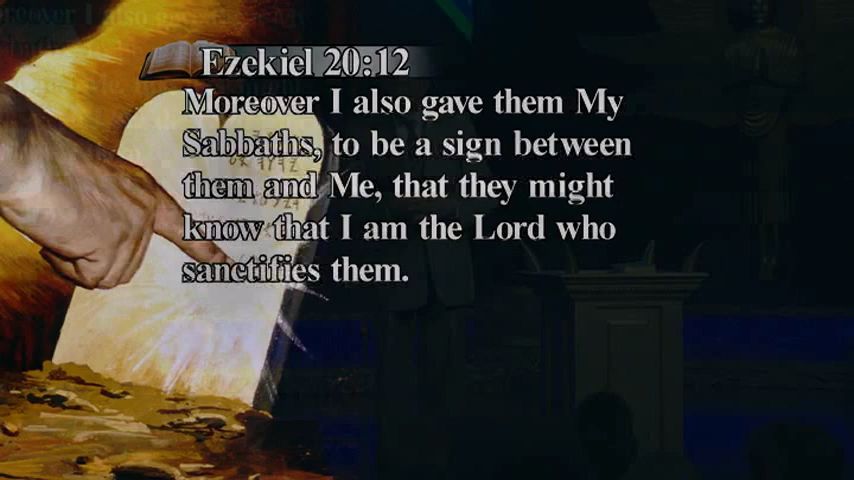 Ezekiel 20:12
Moreover I also gave them My
Sabbaths, to be a sign between
them and Me, that they might
know that I am the Lord who
sanctifies them.